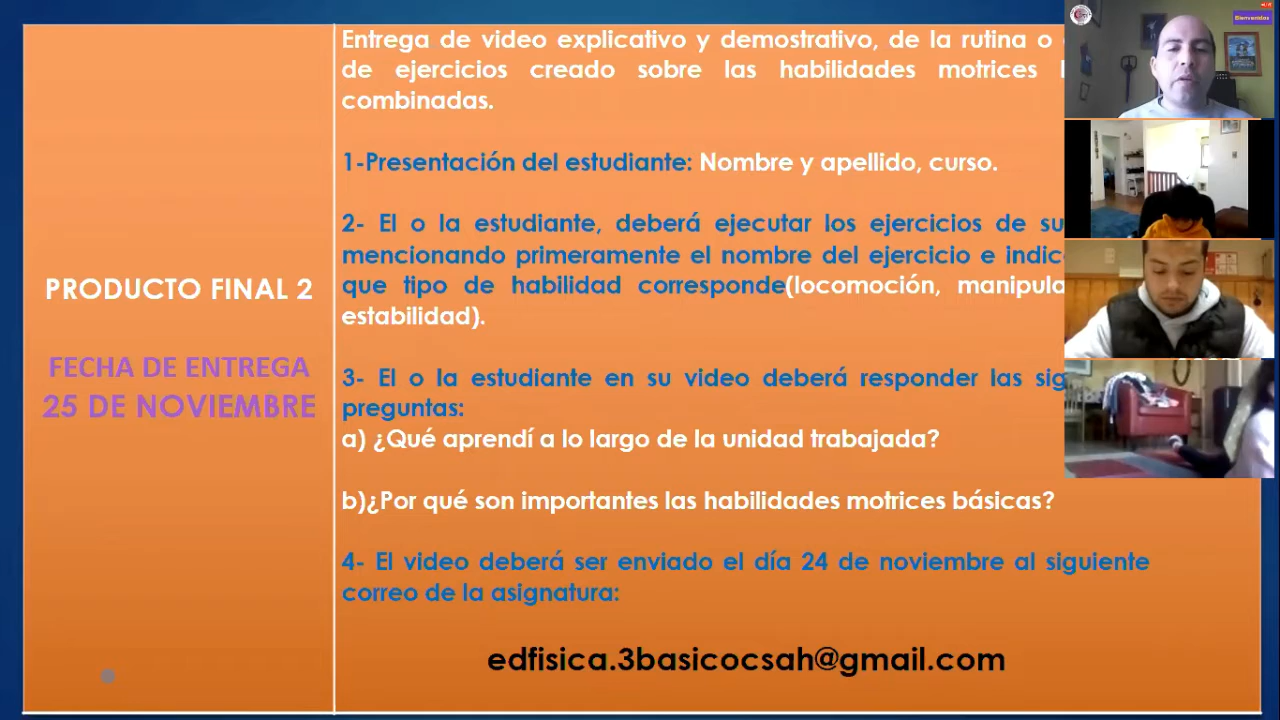 PRODUCTO FINAL 2
FECHA DE ENTREGA
25 DE NOVIEMBRE
Entrega de video explicativo y demostrativo, de la rutina o
de ejercicios creado sobre las habilidades motrices
combinadas.
1-Presentación del estudiante: Nombre y apellido, curso.
2- El o la estudiante, deberá ejecutar los ejercicios de su
mencionando primeramente el nombre del ejercicio e indic
que tipo de habilidad corresponde(locomoción, manipula
estabilidad).
3- El o la estudiante en su video deberá responder las sig
preguntas:
a) ¿Qué aprendí a lo largo de la unidad trabajada?
b)¿Por qué son importantes las habilidades motrices básicas?
4- El video deberá ser enviado el día 24 de noviembre al siguiente
correo de la asignatura:
edfisica.3basicocsah@gmail.com
Bienvenidos